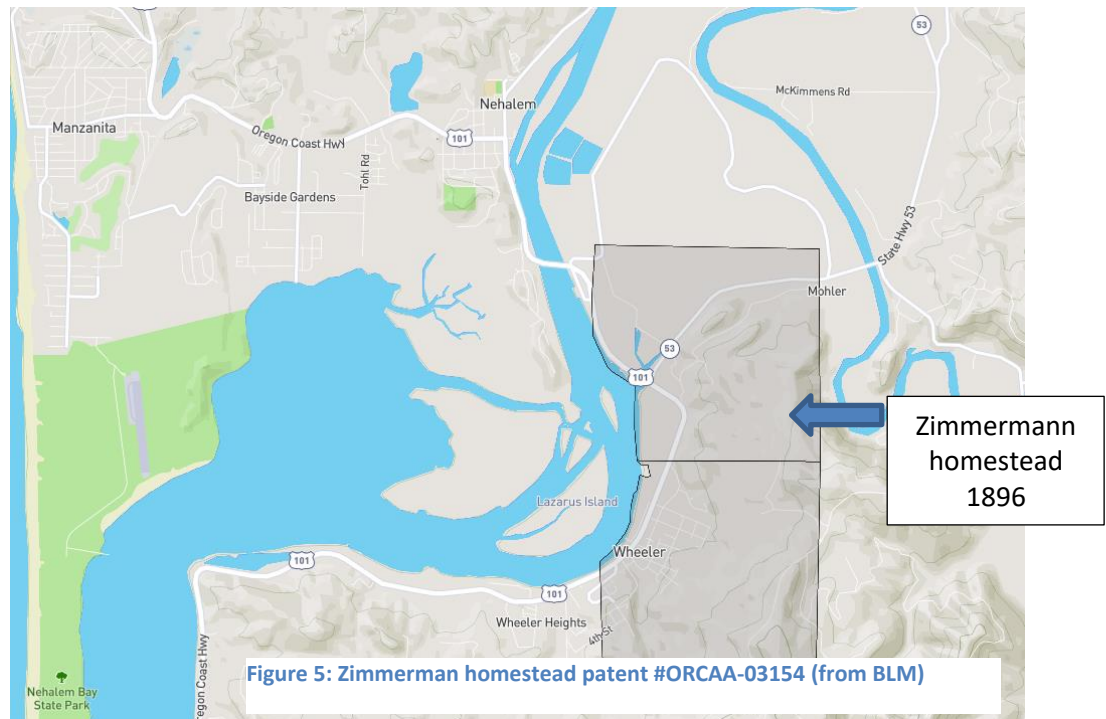 101
53
McKimmens Rd
Nehalem
Manzanita
Oregon Coast Hwy
101
Tohl Rd
Bayside Gardens
State Hwy 53
Mohler
53
101
Zimmermann
homestead
1896
Lazarus Island
Wheeler
101
101
Wheeler Heights
4th St
Oregon Coast Hwy
Figure 5: Zimmerman homestead patent #ORCAA-03154 (from BLM)
Nehalem Bay
State Park